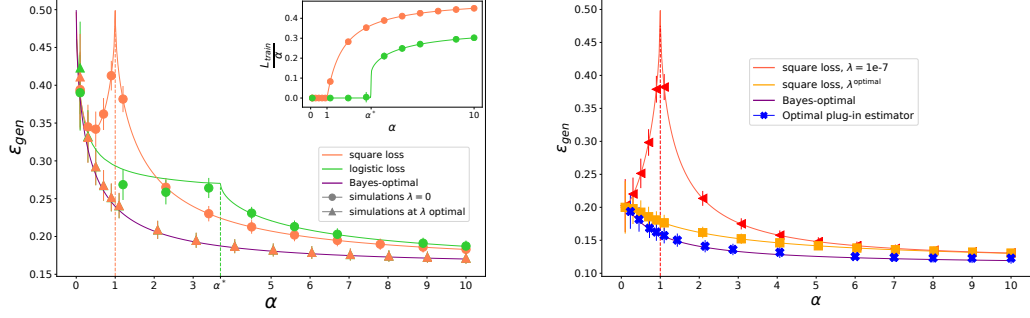 0.50
0.45
0.40
0.35
0.30
0.25
0.20
0.15
ε_gen
0 1 2 3 α* 5 6 7 8 9 10
α
0.4
0.3
0.2
0.1
0.0
L_train
α
0 1 α* 10
α
square loss
logistic loss
Bayes-optimal
simulations λ = 0
simulations at λ optimal
0.50
0.45
0.40
0.35
0.30
0.25
0.20
0.15
0.10
ε_gen
0 1 2 3 4 5 6 7 8 9 10
α
square loss, λ = 1e-7
square loss, λ^optimal
Bayes-optimal
Optimal plug-in estimator